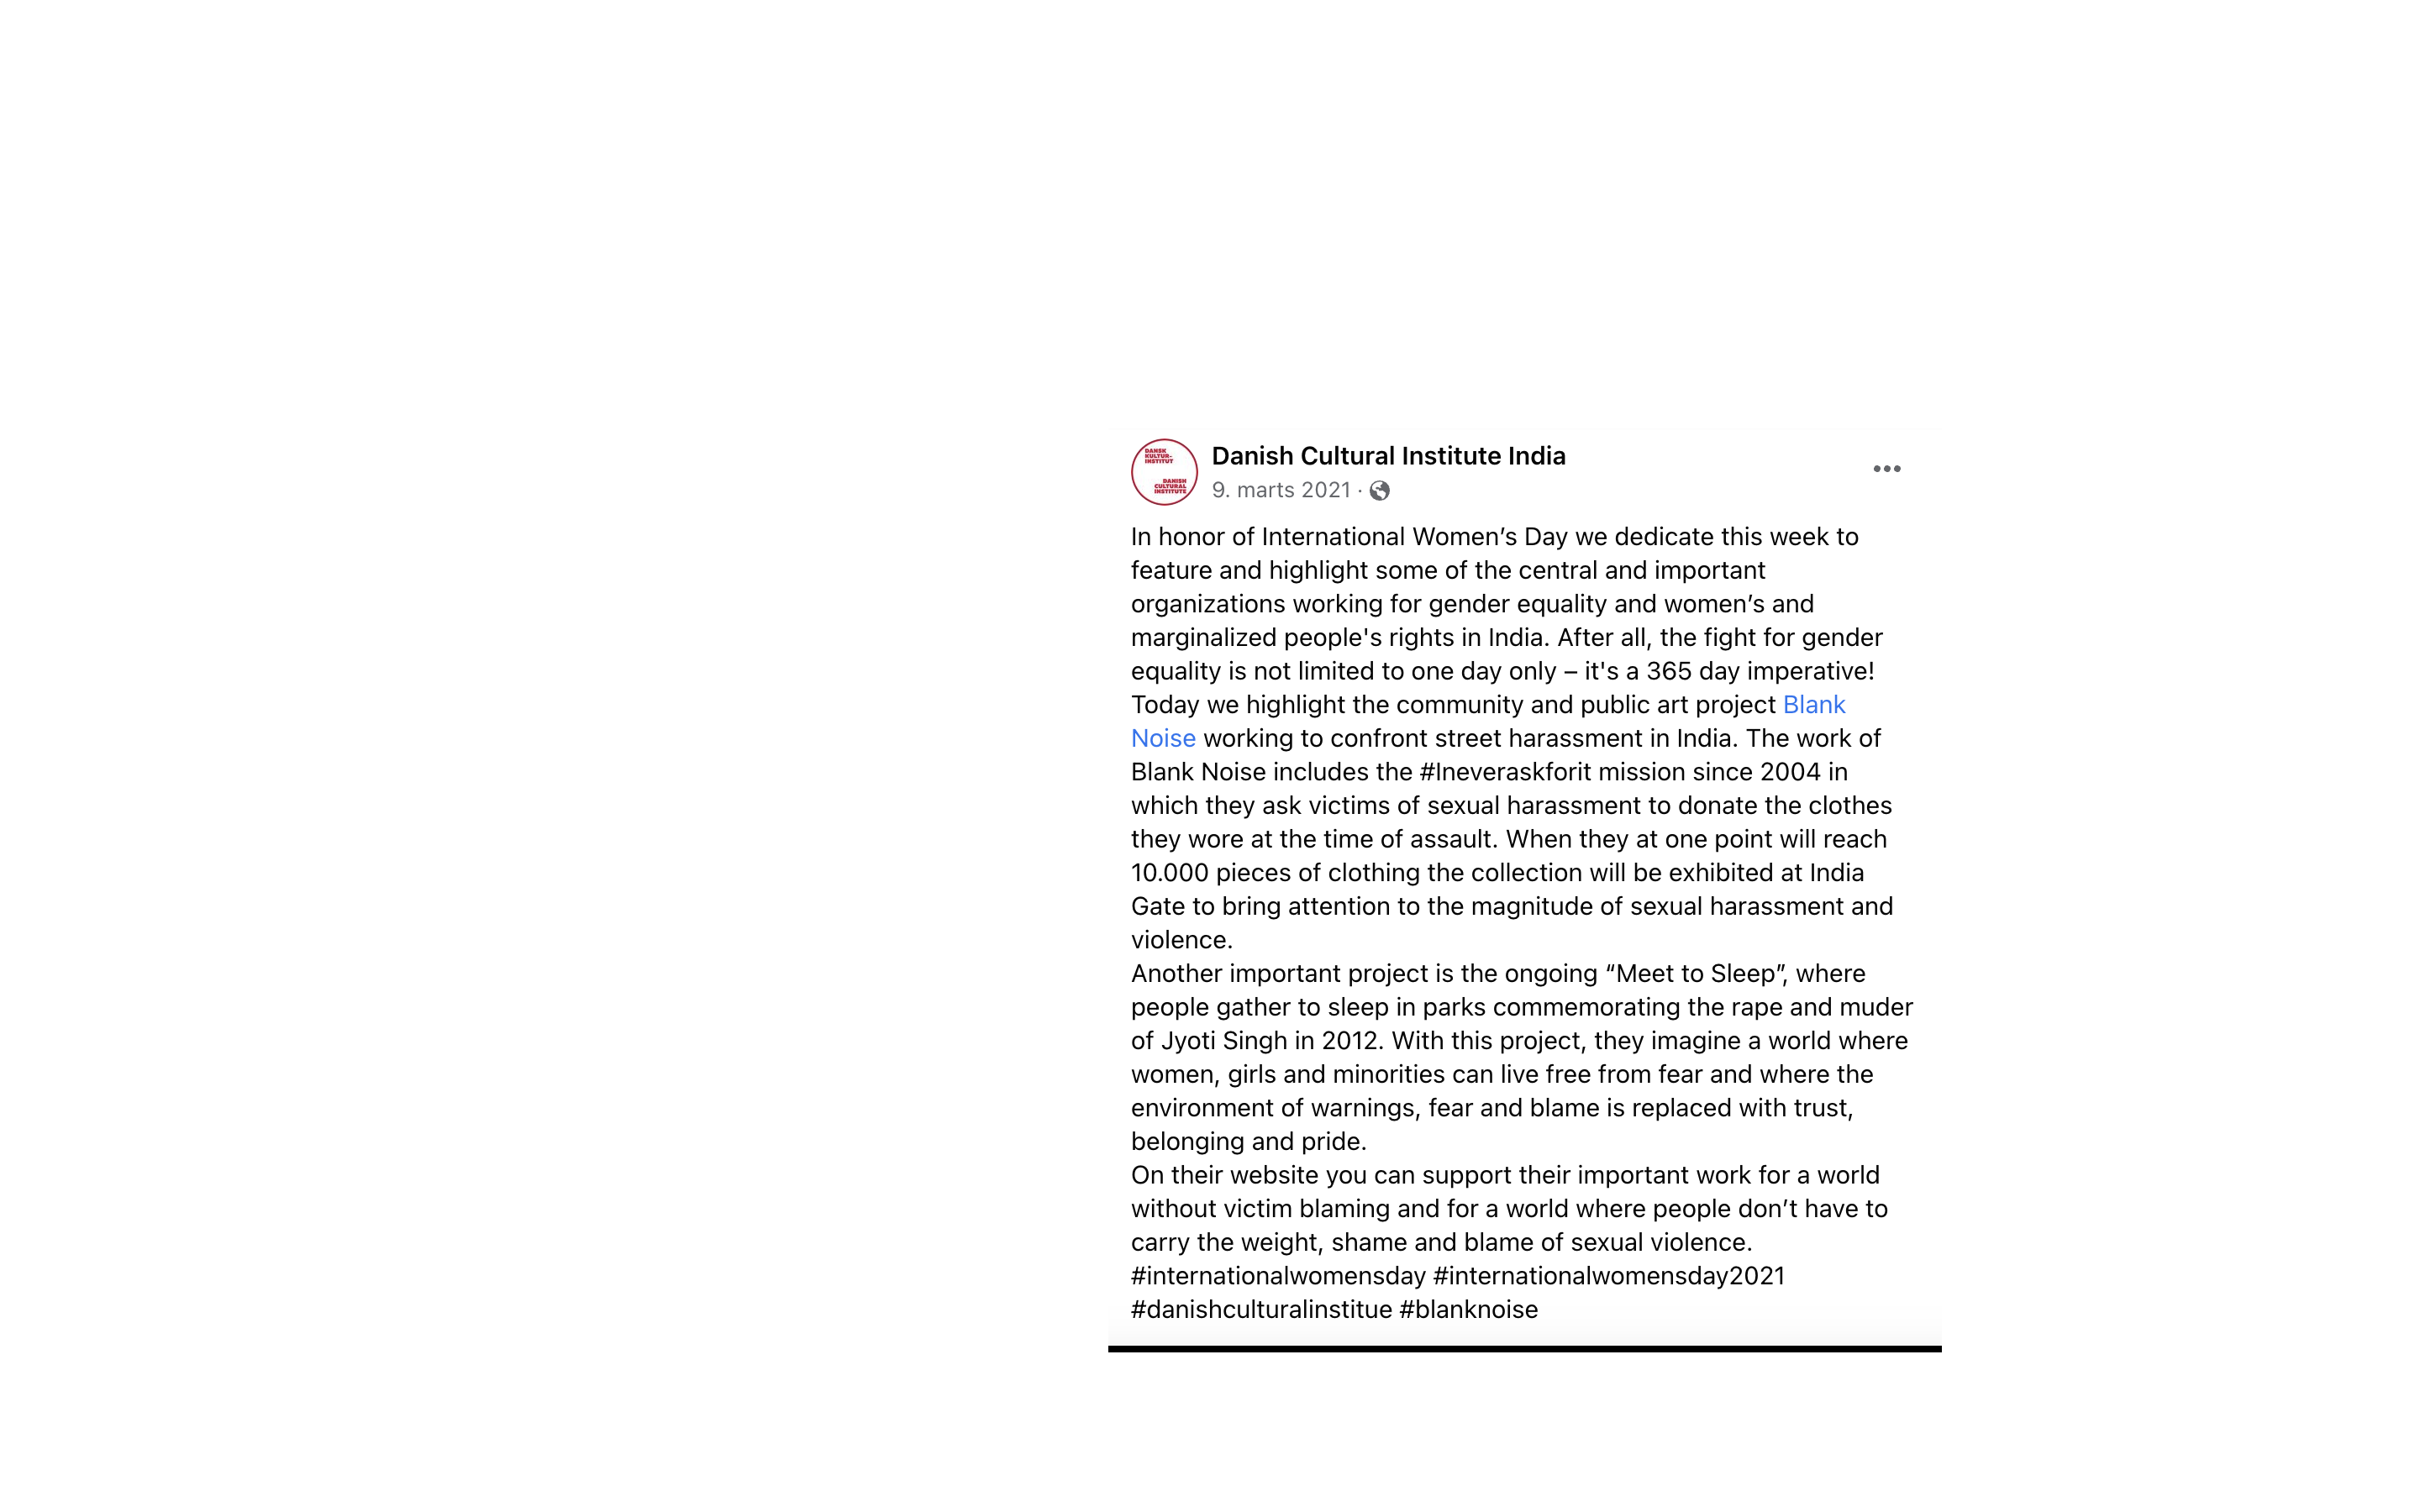 DANSK
KULTUR-
INSTITUT
DANISH
CULTURAL
INSTITUTE
Danish Cultural Institute India
9. marts 2021 ·
In honor of International Women’s Day we dedicate this week to
feature and highlight some of the central and important
organizations working for gender equality and women’s and
marginalized people's rights in India. After all, the fight for gender
equality is not limited to one day only – it's a 365 day imperative!
Today we highlight the community and public art project Blank
Noise working to confront street harassment in India. The work of
Blank Noise includes the #Ineveraskforit mission since 2004 in
which they ask victims of sexual harassment to donate the clothes
they wore at the time of assault. When they at one point will reach
10.000 pieces of clothing the collection will be exhibited at India
Gate to bring attention to the magnitude of sexual harassment and
violence.
Another important project is the ongoing “Meet to Sleep”, where
people gather to sleep in parks commemorating the rape and muder
of Jyoti Singh in 2012. With this project, they imagine a world where
women, girls and minorities can live free from fear and where the
environment of warnings, fear and blame is replaced with trust,
belonging and pride.
On their website you can support their important work for a world
without victim blaming and for a world where people don’t have to
carry the weight, shame and blame of sexual violence.
#internationalwomensday #internationalwomensday2021
#danishculturalinstitue #blanknoise